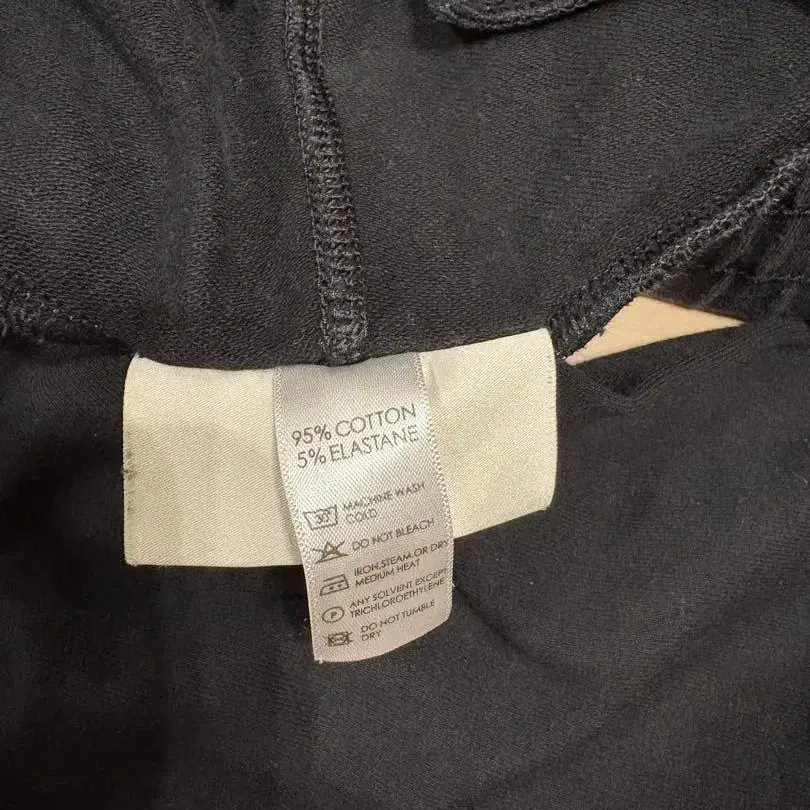 95% COTTON
5% ELASTANE
30
MACHINE WASH
COLD
DO NOT BLEACH
IRON,STEAM,OR DRY
MEDIUM HEAT
P
ANY SOLVENT EXCEPT
TRICHLOROETHYLENE
DO NOT TUMBLE
DRY